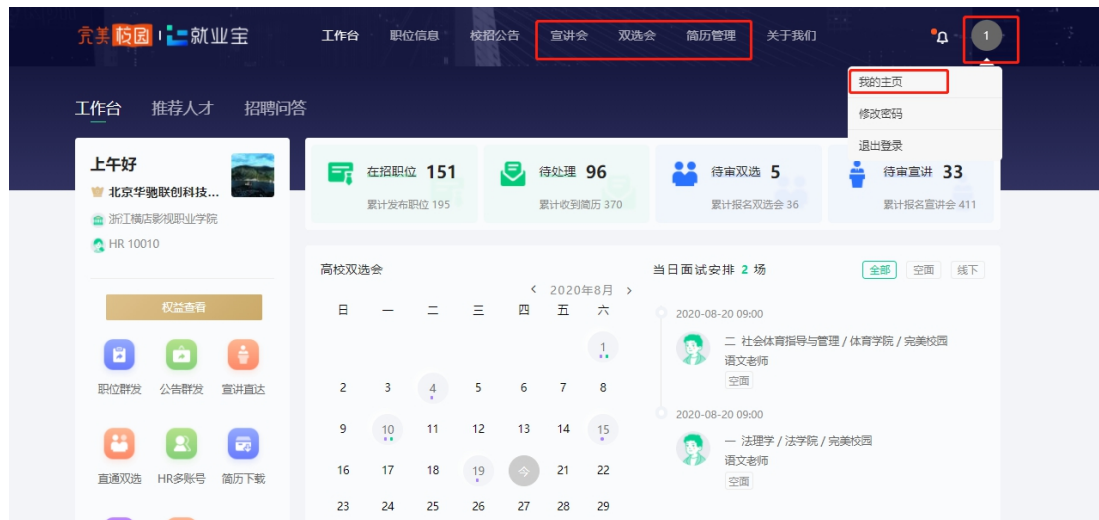 完美校园 就业宝 工作台 职位信息 校招公告 宣讲会 双选会 简历管理 关于我们 1
我的主页
修改密码
退出登录
工作台 推荐人才 招聘问答
上午好
北京华驰联创科技...
浙江横店影视职业学院
HR 10010
权益查看
职位群发 公告群发 宣讲直达
直通双选 HR多账号 简历下载
在招职位 151 待处理 96 待审双选 5 待审宣讲 33
累计发布职位 195 累计收到简历 370 累计报名双选会 36 累计报名宣讲会 411
高校双选会
< 2020年8月 >
日 一 二 三 四 五 六
1
2 3 4 5 6 7 8
9 10 11 12 13 14 15
16 17 18 19 今 21 22
23 24 25 26 27 28 29
当日面试安排 2 场 全部 空面 线下
2020-08-20 09:00
二 社会体育指导与管理 / 体育学院 / 完美校园
语文老师
空面
2020-08-20 09:00
一 法理学 / 法学院 / 完美校园
语文老师
空面